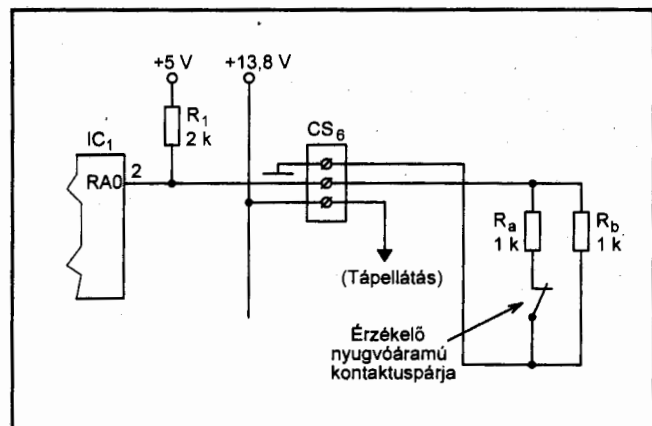 +5 V
+13,8 V
R1
2 k
IC1
CS6
RA0
2
Ra
1 k
Rb
1 k
(Tápellátás)
Érzékelő
nyugvóáramú
kontaktuspárja